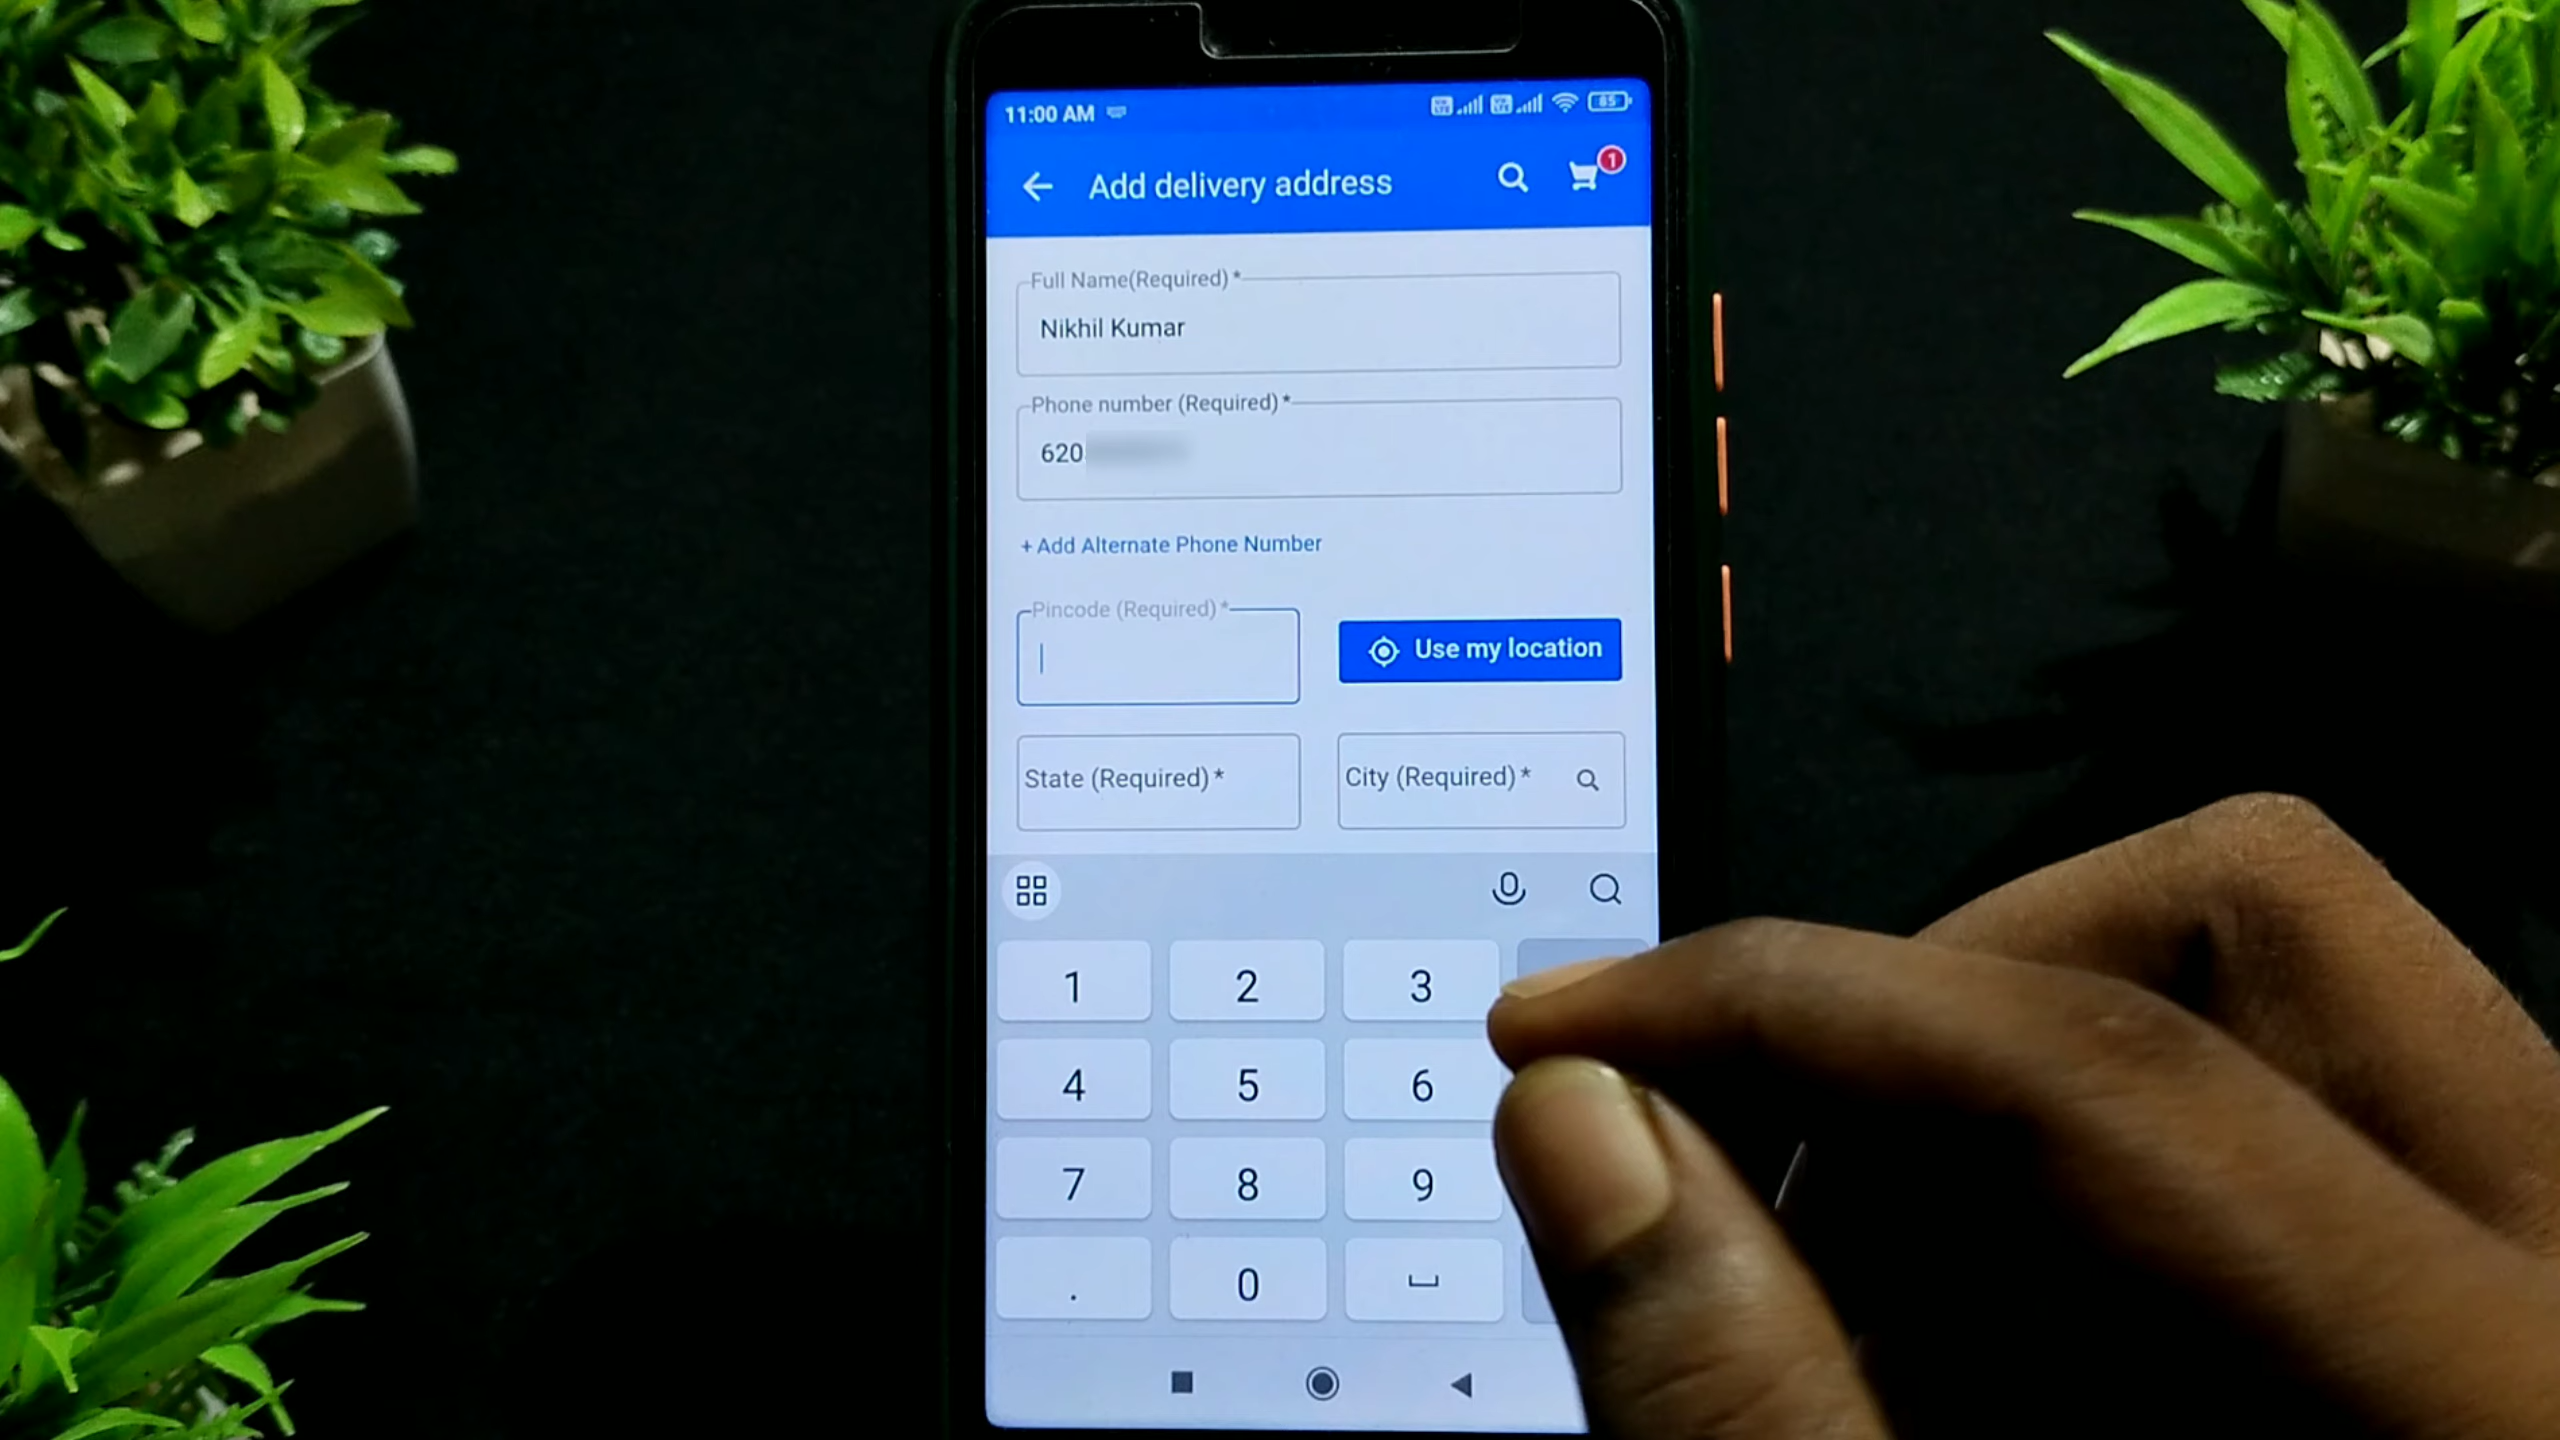 11:00 AM
85
Add delivery address
1
Full Name(Required) *
Nikhil Kumar
Phone number (Required) *
620
+ Add Alternate Phone Number
Pincode (Required) *
Use my location
State (Required) *
City (Required) *
1 2 3
4 5 6
7 8 9
. 0